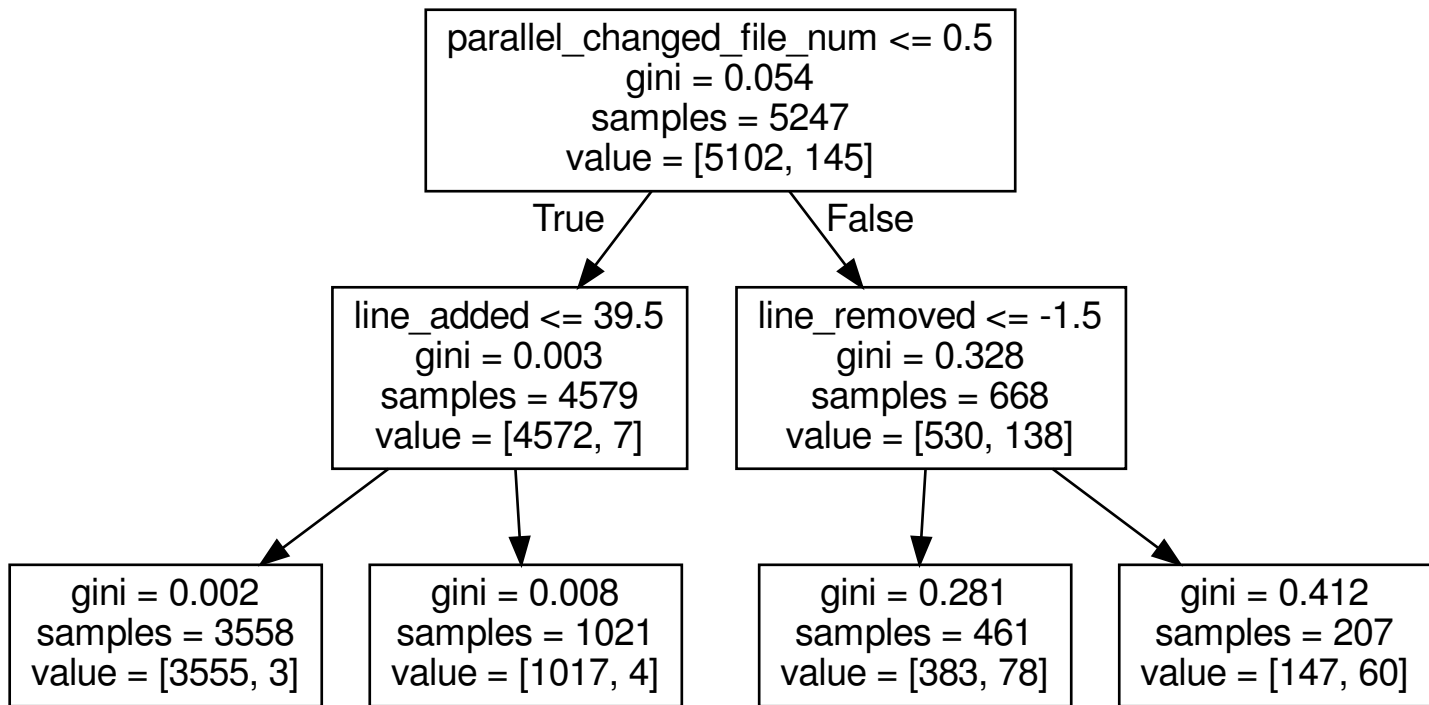 parallel_changed_file_num <= 0.5
gini = 0.054
samples = 5247
value = [5102, 145]
True
False
line_added <= 39.5
gini = 0.003
samples = 4579
value = [4572, 7]
line_removed <= -1.5
gini = 0.328
samples = 668
value = [530, 138]
gini = 0.002
samples = 3558
value = [3555, 3]
gini = 0.008
samples = 1021
value = [1017, 4]
gini = 0.281
samples = 461
value = [383, 78]
gini = 0.412
samples = 207
value = [147, 60]